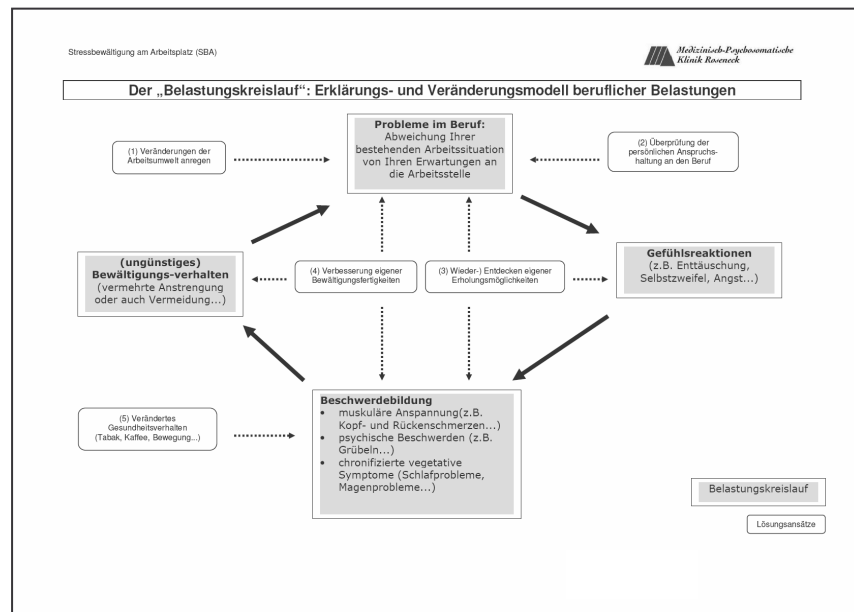 Stressbewältigung am Arbeitsplatz (SBA)
Medizinisch-Psychosomatische
Klinik Roseneck
Der „Belastungskreislauf“: Erklärungs- und Veränderungsmodell beruflicher Belastungen
Probleme im Beruf:
Abweichung Ihrer
bestehenden Arbeitssituation
von Ihren Erwartungen an
die Arbeitsstelle
(1) Veränderungen der
Arbeitsumwelt anregen
(2) Überprüfung der
persönlichen Anspruchs-
haltung an den Beruf
(ungünstiges)
Bewältigungs-verhalten
(vermehrte Anstrengung
oder auch Vermeidung...)
(4) Verbesserung eigener
Bewältigungsfertigkeiten
(3) Wieder-) Entdecken eigener
Erholungsmöglichkeiten
Gefühlsreaktionen
(z.B. Enttäuschung,
Selbstzweifel, Angst...)
Beschwerdebildung
• muskuläre Anspannung(z.B.
Kopf- und Rückenschmerzen...)
• psychische Beschwerden (z.B.
Grübeln...)
• chronifizierte vegetative
Symptome (Schlafprobleme,
Magenprobleme...)
(5) Verändertes
Gesundheitsverhalten
(Tabak, Kaffee, Bewegung...)
Belastungskreislauf
Lösungsansätze